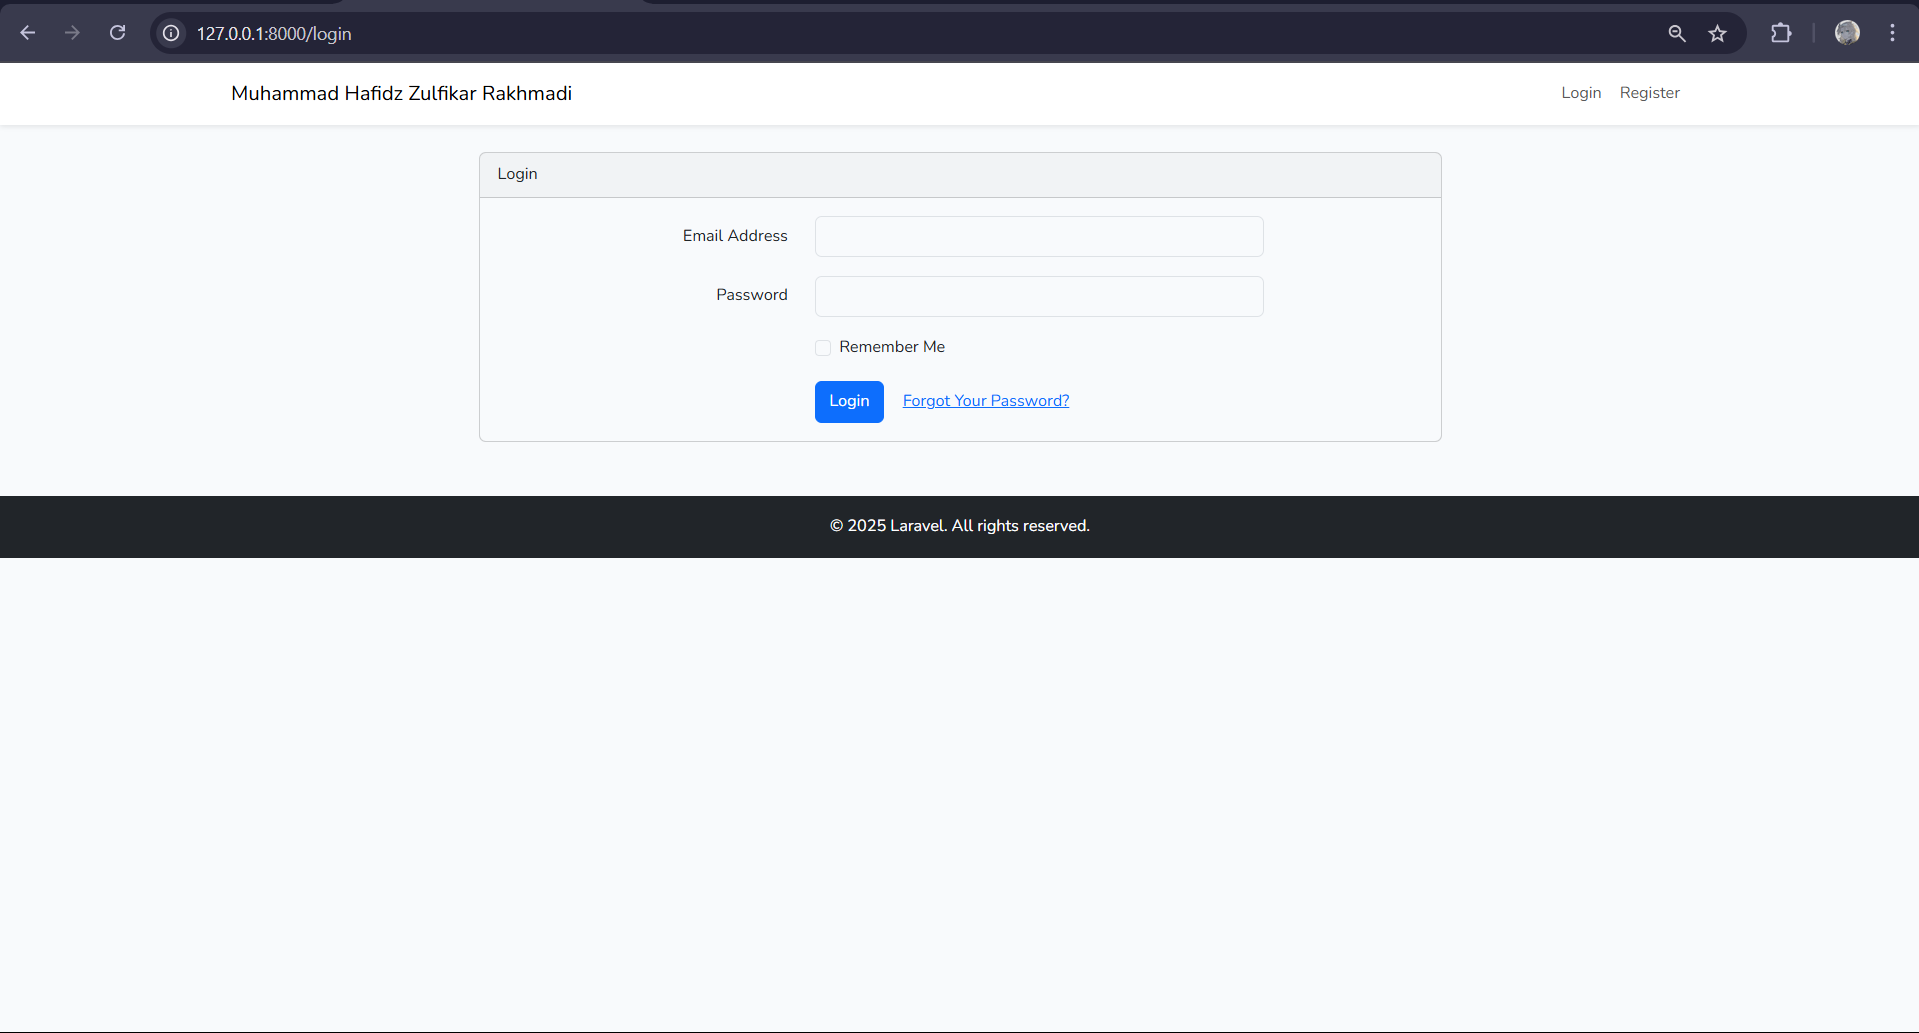 127.0.0.1:8000/login
Muhammad Hafidz Zulfikar Rakhmadi
Login Register
Login
Email Address
Password
Remember Me
Login Forgot Your Password?
© 2025 Laravel. All rights reserved.